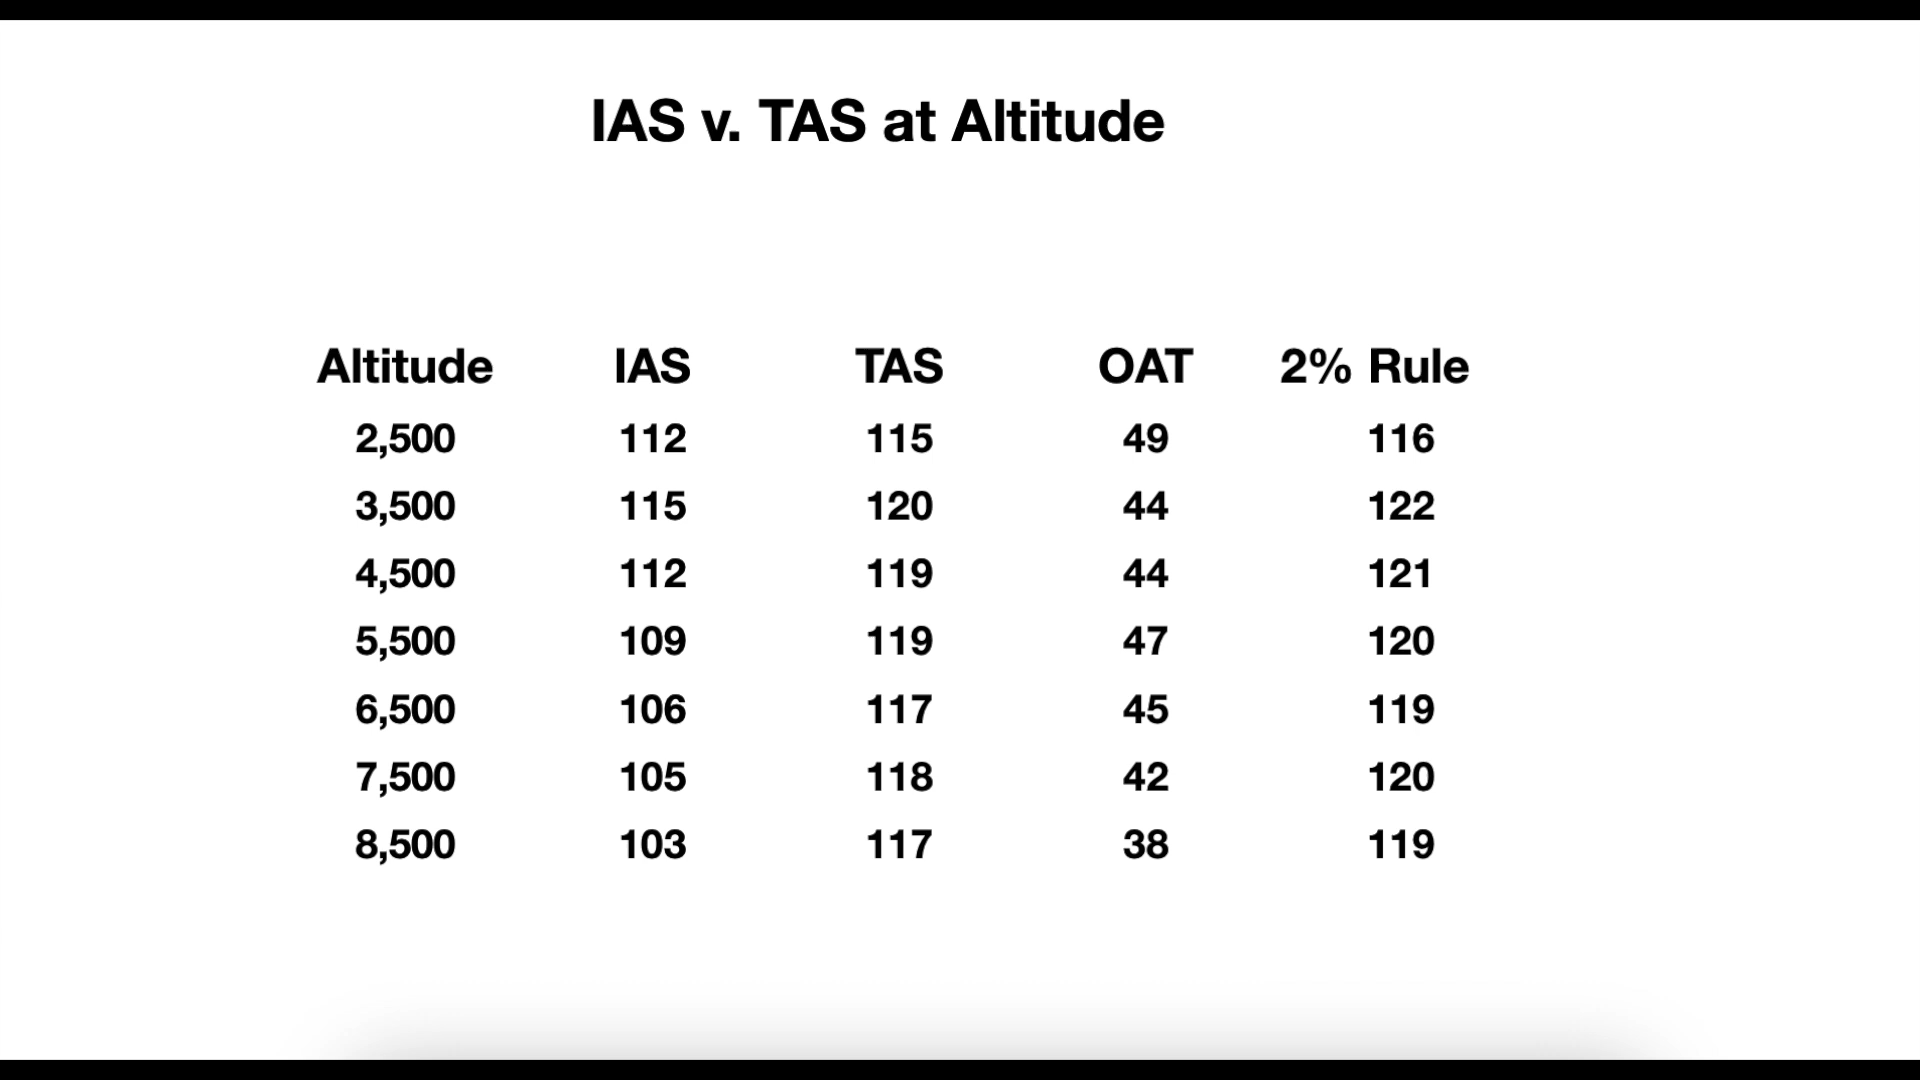 IAS v. TAS at Altitude
Altitude IAS TAS OAT 2% Rule
2,500 112 115 49 116
3,500 115 120 44 122
4,500 112 119 44 121
5,500 109 119 47 120
6,500 106 117 45 119
7,500 105 118 42 120
8,500 103 117 38 119